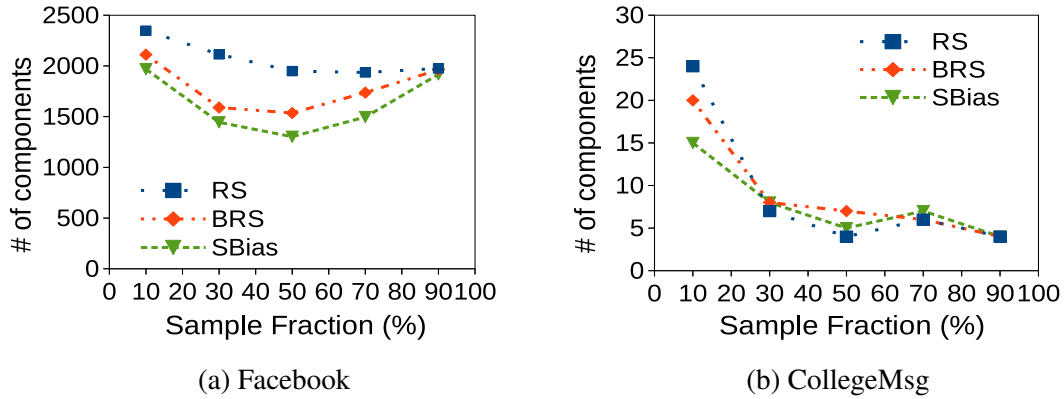 2500
2000
1500
1000
500
0
# of components
RS
BRS
SBias
0 10 20 30 40 50 60 70 80 90 100
Sample Fraction (%)
(a) Facebook
30
25
20
15
10
5
0
# of components
RS
BRS
SBias
0 10 20 30 40 50 60 70 80 90 100
Sample Fraction (%)
(b) CollegeMsg